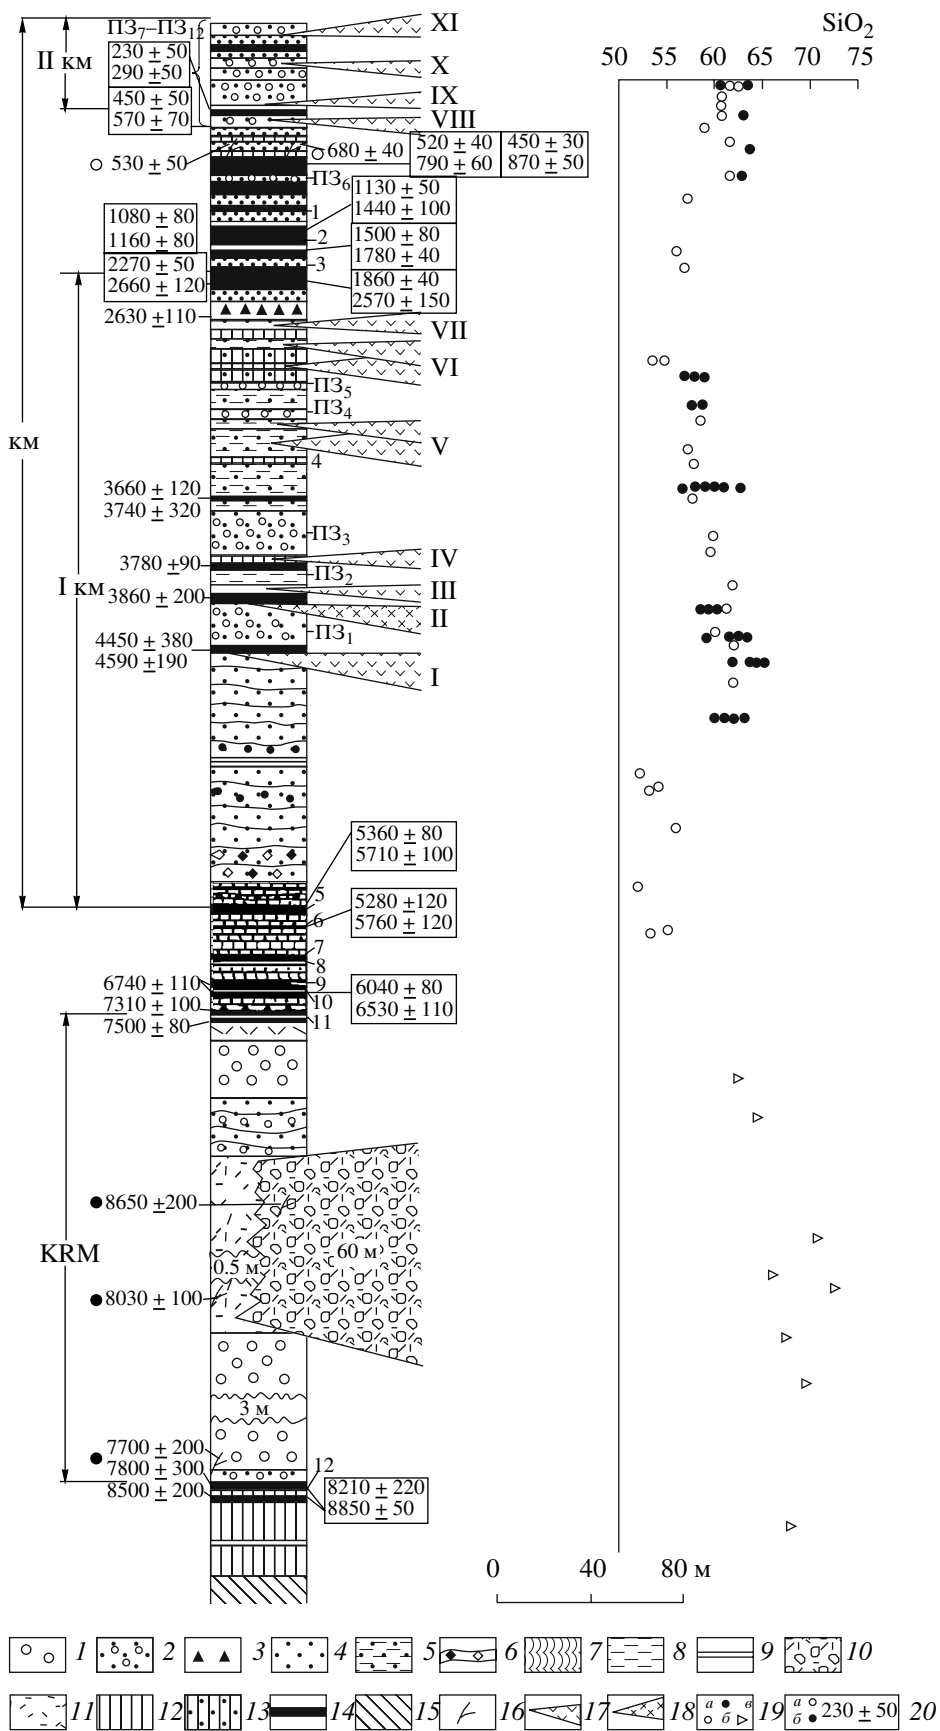 SiO2
50 55 60 65 70 75
ПЗ7–ПЗ12
XI
II км
230 ± 50
290 ± 50
X
IX
450 ± 50
570 ± 70
VIII
530 ± 50
680 ± 40
520 ± 40
790 ± 60
450 ± 30
870 ± 50
ПЗ6
1130 ± 50
1440 ± 100
1
1080 ± 80
1160 ± 80
2
1500 ± 80
1780 ± 40
3
2270 ± 50
2660 ± 120
1860 ± 40
2570 ± 150
2630 ± 110
VII
VI
ПЗ5
ПЗ4
км
V
4
3660 ± 120
3740 ± 320
ПЗ3
IV
3780 ± 90
ПЗ2
I км
III
3860 ± 200
II
ПЗ1
4450 ± 380
4590 ± 190
I
5360 ± 80
5710 ± 100
5
5280 ± 120
5760 ± 120
6
7
8
9
6740 ± 110
7310 ± 100
7500 ± 80
10
11
6040 ± 80
6530 ± 110
8650 ± 200
KRM
60 м
0.5 м
8030 ± 100
3 м
7700 ± 200
7800 ± 300
8500 ± 200
12
8210 ± 220
8850 ± 50
0 40 80 м
1 2 3 4 5 6 7 8 9 10
11 12 13 14 15 16 17 18 а в б 19 а б 230 ± 50 20